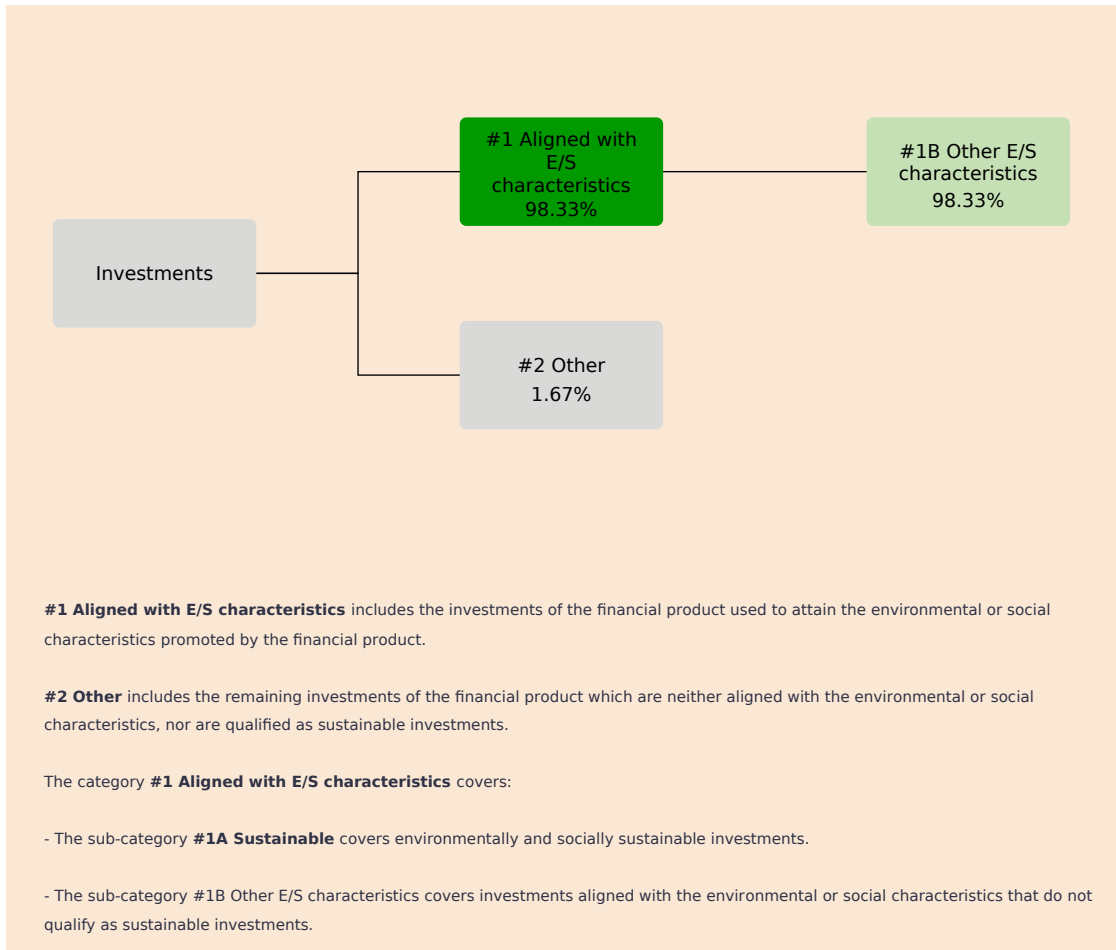 #1 Aligned with
E/S
characteristics
98.33%
#1B Other E/S
characteristics
98.33%
Investments
#2 Other
1.67%
#1 Aligned with E/S characteristics includes the investments of the financial product used to attain the environmental or social
characteristics promoted by the financial product.
#2 Other includes the remaining investments of the financial product which are neither aligned with the environmental or social
characteristics, nor are qualified as sustainable investments.
The category #1 Aligned with E/S characteristics covers:
- The sub-category #1A Sustainable covers environmentally and socially sustainable investments.
- The sub-category #1B Other E/S characteristics covers investments aligned with the environmental or social characteristics that do not
qualify as sustainable investments.